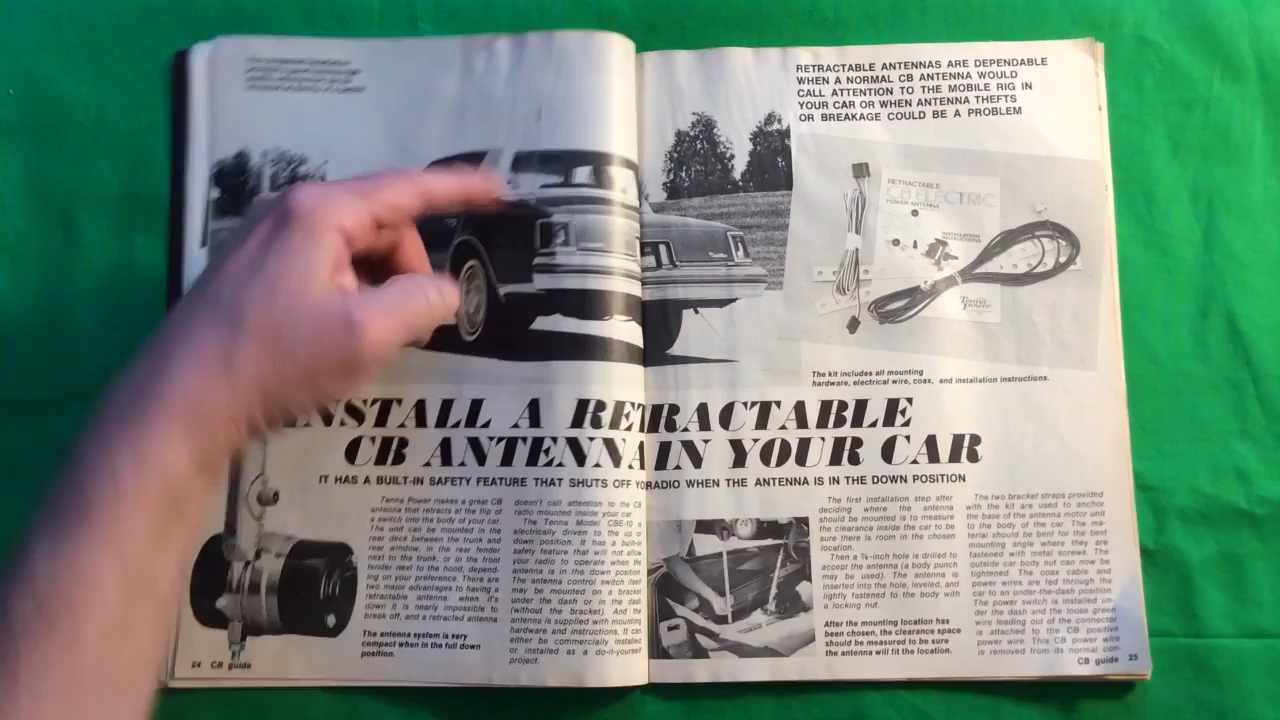 RETRACTABLE ANTENNAS ARE DEPENDABLE
WHEN A NORMAL CB ANTENNA WOULD
CALL ATTENTION TO THE MOBILE RIG IN
YOUR CAR OR WHEN ANTENNA THEFTS
OR BREAKAGE COULD BE A PROBLEM
RETRACTABLE
CB ELECTRIC
POWER ANTENNA
INSTALLATION
INSTRUCTIONS
Tenna
Power
The kit includes all mounting
hardware, electrical wire, coax, and installation instructions.
INSTALL A RETRACTABLE
CB ANTENNA IN YOUR CAR
IT HAS A BUILT-IN SAFETY FEATURE THAT SHUTS OFF YO RADIO WHEN THE ANTENNA IS IN THE DOWN POSITION
Tenna Power makes a great CB
antenna that retracts at the flip of
a switch into the body of your car.
The unit can be mounted in the
rear deck between the trunk and
rear window, in the rear fender
next to the trunk, or in the front
fender next to the hood, depend-
ing on your preference. There are
two major advantages to having a
retractable antenna: when it's
down it is nearly impossible to
break off, and a retracted antenna
The antenna system is very
compact when in the full down
position.
24 CB guide
doesn't call attention to the CB
radio mounted inside your car.
The Tenna Model CBE-10 is
electrically driven to the up or
down position. It has a built-in
safety feature that will not allow
your radio to operate when the
antenna is in the down position.
The antenna control switch itself
may be mounted on a bracket
under the dash or in the dash
(without the bracket). And the
antenna is supplied with mounting
hardware and instructions. It can
either be commercially installed
or installed as a do-it-yourself
project.
The first installation step after
deciding where the antenna
should be mounted is to measure
the clearance inside the car to be
sure there is room in the chosen
location.
Then a 7/8-inch hole is drilled to
accept the antenna (a body punch
may be used). The antenna is
inserted into the hole, leveled, and
lightly fastened to the body with
a locking nut.
After the mounting location has
been chosen, the clearance space
should be measured to be sure
the antenna will fit the location.
The two bracket straps provided
with the kit are used to anchor
the base of the antenna motor unit
to the body of the car. The ma-
terial should be bent for the best
mounting angle where they are
fastened with metal screws. The
outside car body nut can now be
tightened. The coax cable and
power wires are fed through the
car to an under-the-dash position.
The power switch is installed un-
der the dash and the loose green
wire leading out of the connector
is attached to the CB positive
power wire. This CB power wire
is removed from its normal con-
CB guide 25